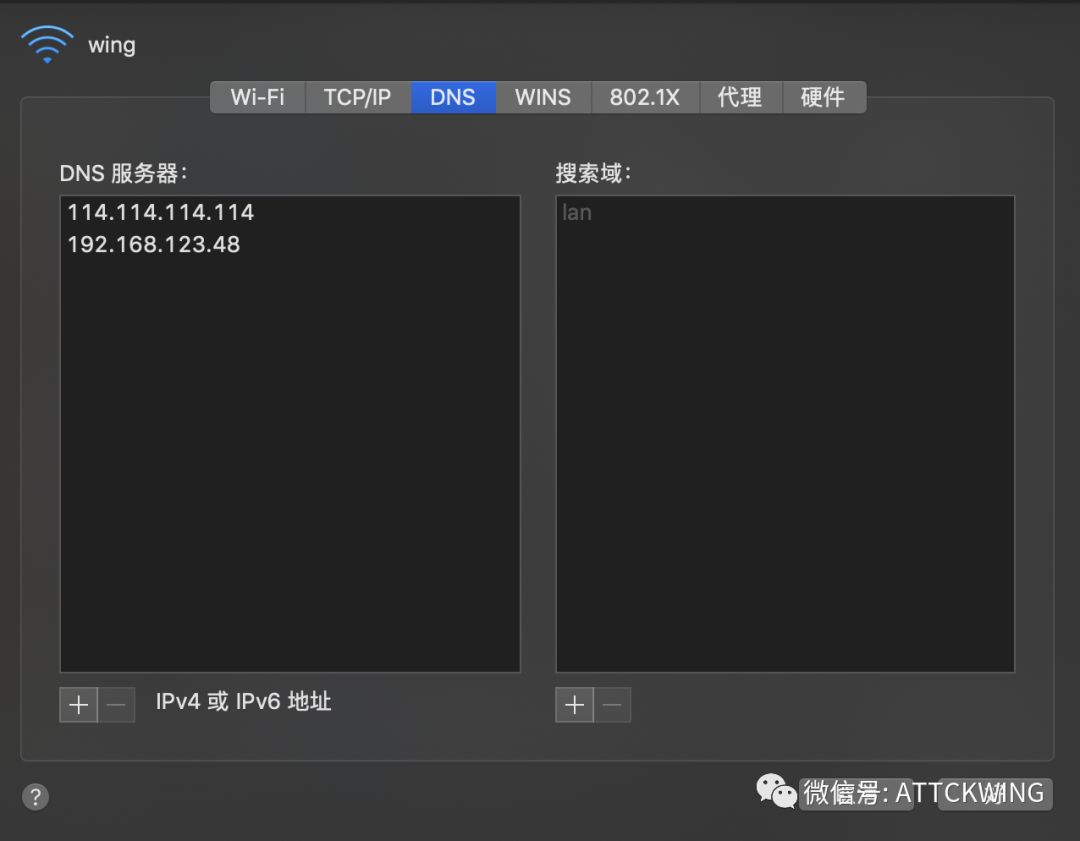 wing
Wi-Fi TCP/IP DNS WINS 802.1X 代理 硬件
DNS 服务器： 搜索域：
114.114.114.114 lan
192.168.123.48
+ − IPv4 或 IPv6 地址 + −
? 微信号: ATTCKWING